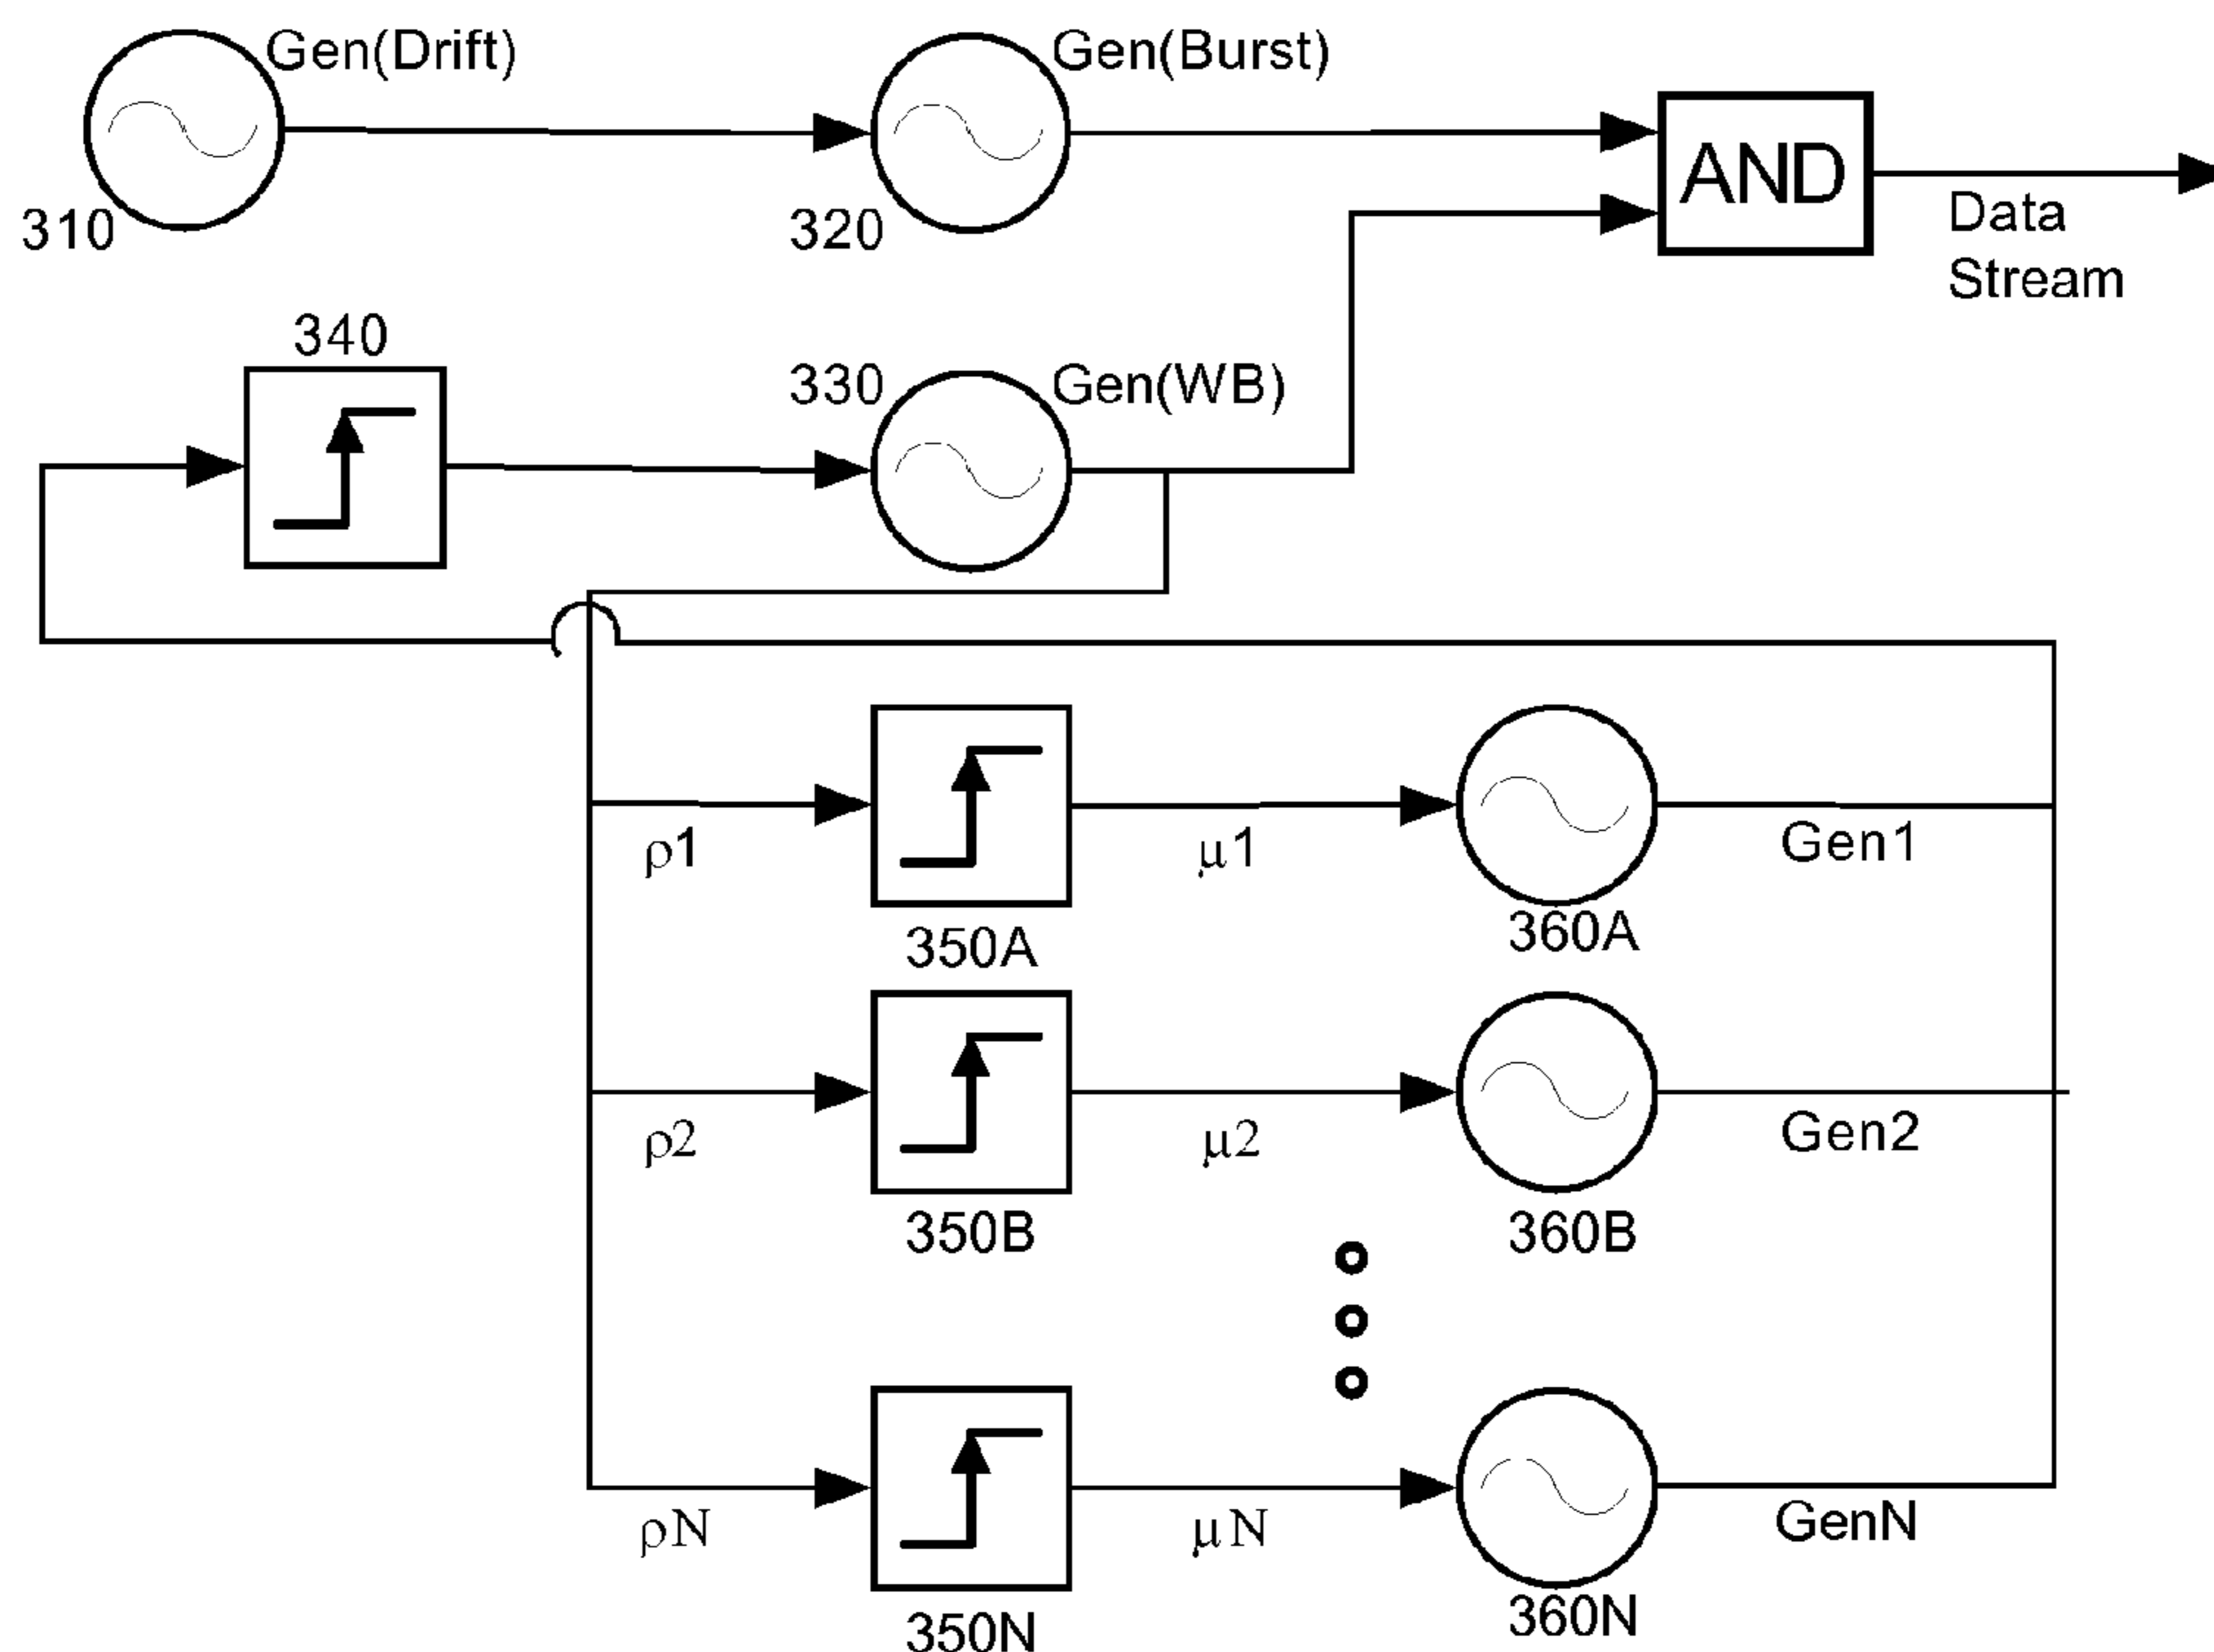 Gen(Drift)
310
Gen(Burst)
320
AND
Data
Stream
340
330
Gen(WB)
ρ1
350A
μ1
360A
Gen1
ρ2
350B
μ2
360B
Gen2
ρN
350N
μN
360N
GenN